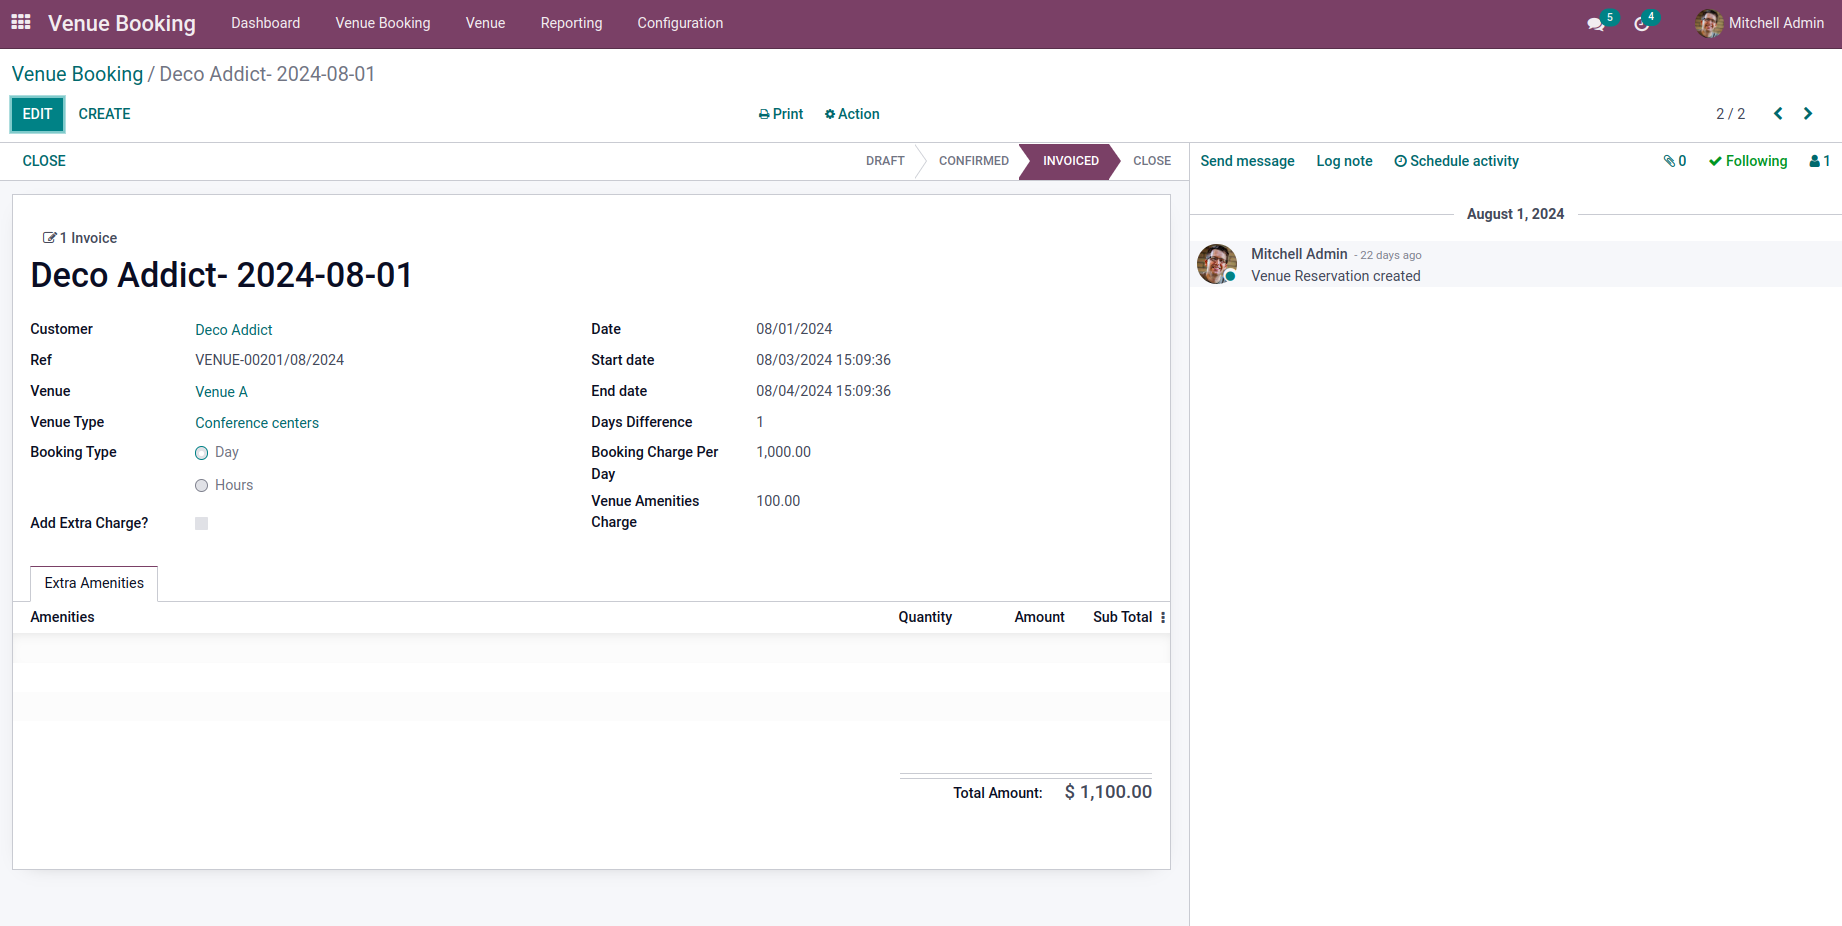 Venue Booking Dashboard Venue Booking Venue Reporting Configuration 5 4 Mitchell Admin
Venue Booking / Deco Addict- 2024-08-01
EDIT CREATE Print Action 2 / 2
CLOSE DRAFT CONFIRMED INVOICED CLOSE
Send message Log note Schedule activity 0 Following 1
1 Invoice
Deco Addict- 2024-08-01
Customer Deco Addict
Ref VENUE-00201/08/2024
Venue Venue A
Venue Type Conference centers
Booking Type Day
Hours
Add Extra Charge?
Date 08/01/2024
Start date 08/03/2024 15:09:36
End date 08/04/2024 15:09:36
Days Difference 1
Booking Charge Per 1,000.00
Day
Venue Amenities 100.00
Charge
Extra Amenities
Amenities Quantity Amount Sub Total
Total Amount: $ 1,100.00
August 1, 2024
Mitchell Admin - 22 days ago
Venue Reservation created